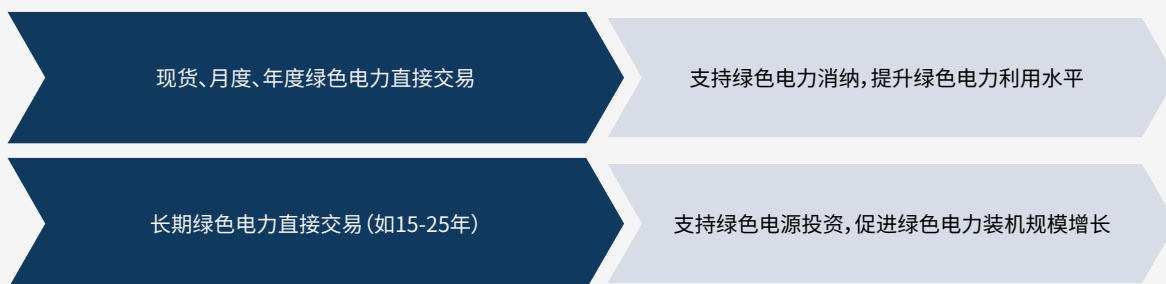 现货、月度、年度绿色电力直接交易
支持绿色电力消纳，提升绿色电力利用水平
长期绿色电力直接交易（如15-25年）
支持绿色电源投资，促进绿色电力装机规模增长